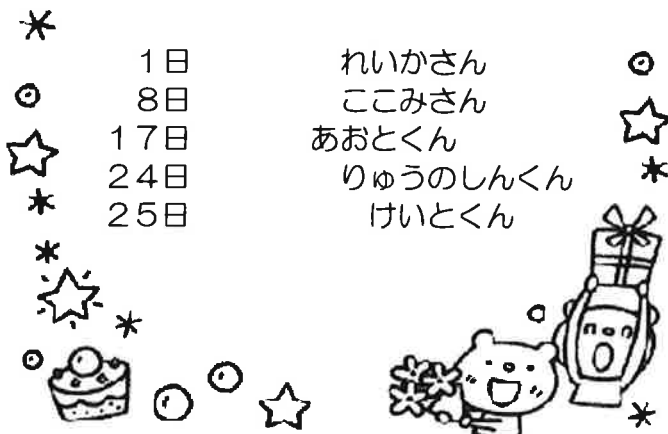 1日 れいかさん
8日 ここみさん
17日 あおとくん
24日 りゅうのしんくん
25日 けいとくん